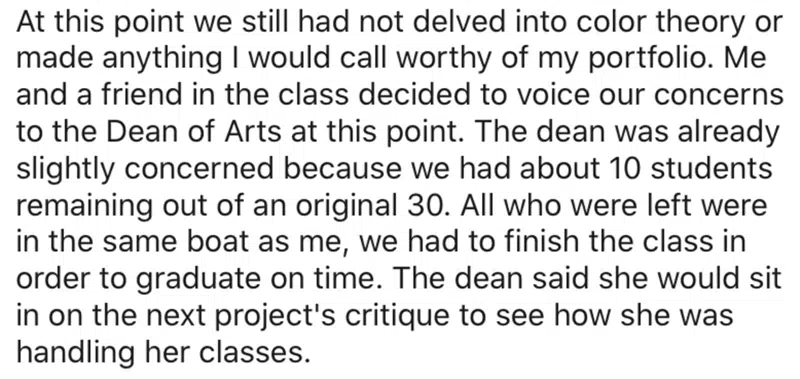 At this point we still had not delved into color theory or
made anything I would call worthy of my portfolio. Me
and a friend in the class decided to voice our concerns
to the Dean of Arts at this point. The dean was already
slightly concerned because we had about 10 students
remaining out of an original 30. All who were left were
in the same boat as me, we had to finish the class in
order to graduate on time. The dean said she would sit
in on the next project's critique to see how she was
handling her classes.